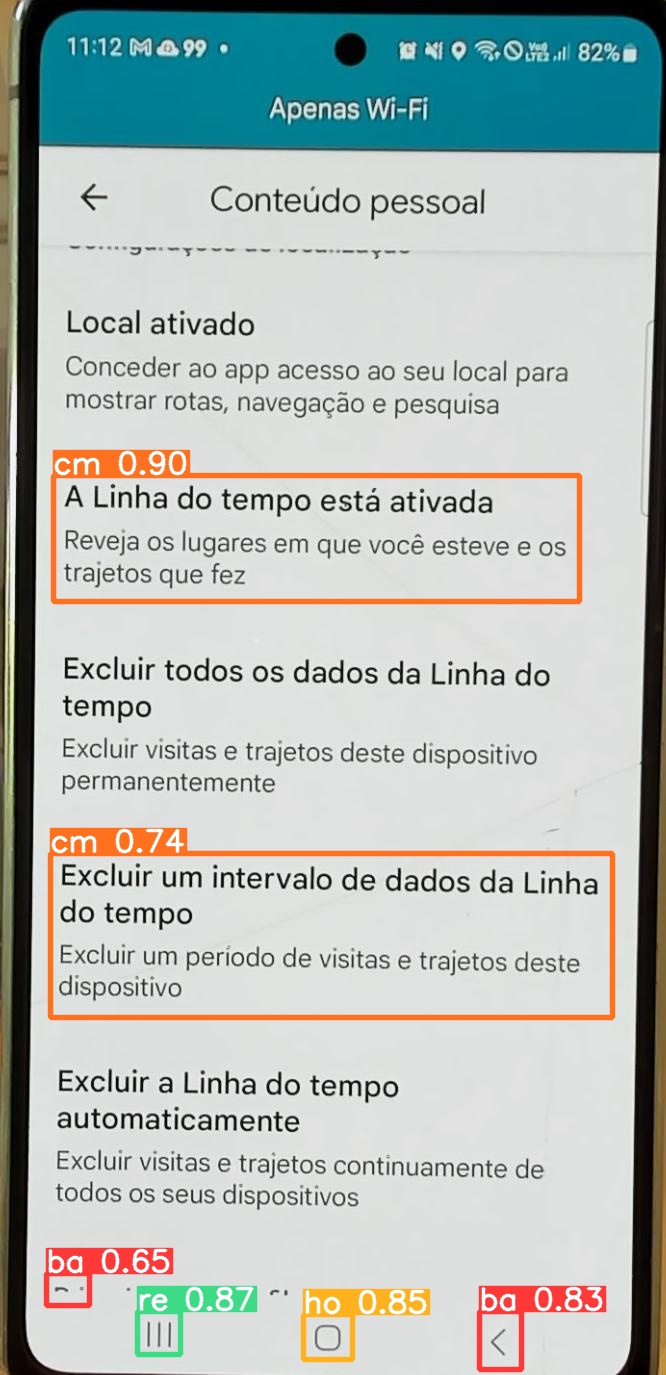 11:12 99
82%
Apenas Wi-Fi
Conteúdo pessoal
Configurações de localização
Local ativado
Conceder ao app acesso ao seu local para
mostrar rotas, navegação e pesquisa
cm 0.90
A Linha do tempo está ativada
Reveja os lugares em que você esteve e os
trajetos que fez
Excluir todos os dados da Linha do
tempo
Excluir visitas e trajetos deste dispositivo
permanentemente
cm 0.74
Excluir um intervalo de dados da Linha
do tempo
Excluir um período de visitas e trajetos deste
dispositivo
Excluir a Linha do tempo
automaticamente
Excluir visitas e trajetos continuamente de
todos os seus dispositivos
ba 0.65
re 0.87
ho 0.85
ba 0.83